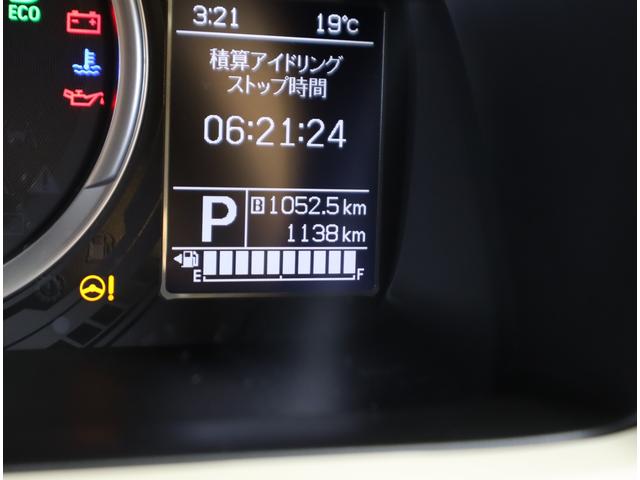 ECO
3:21 19℃
積算アイドリング
ストップ時間
06:21:24
P
B 1052.5 km
1138 km
E F